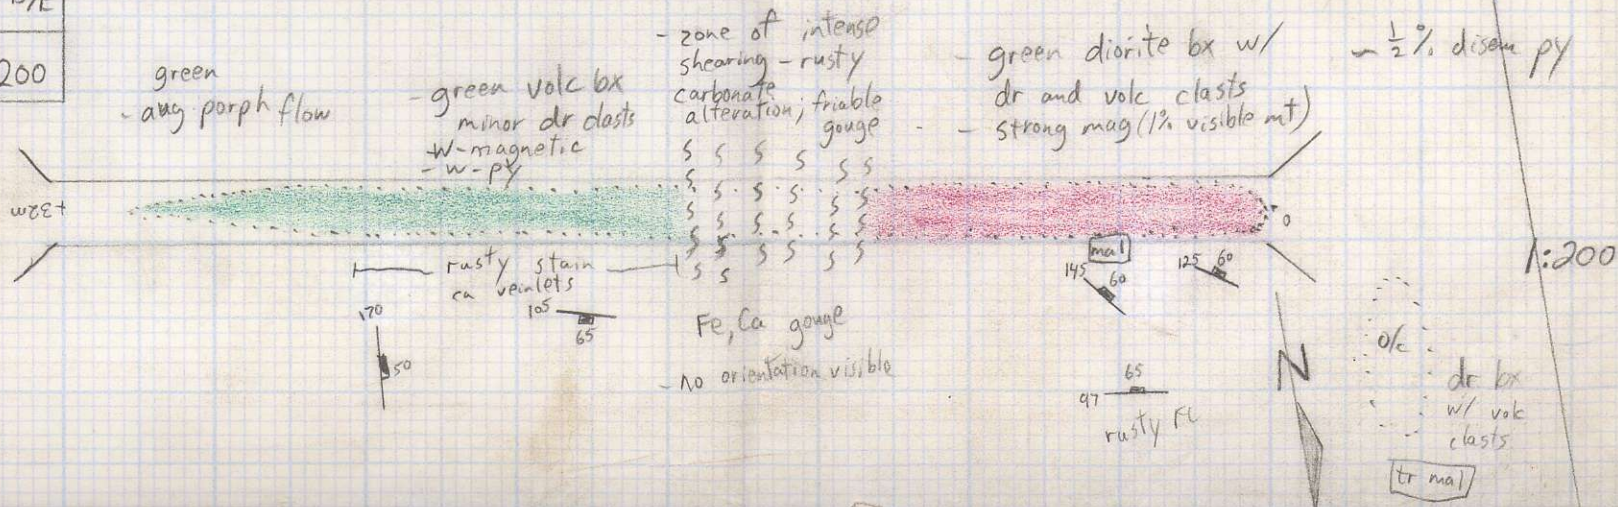 200
green
- aug porph flow
- green volc bx
minor dr clasts
-w-magnetic
- w-py
- zone of intense
shearing - rusty
carbonate
alteration; friable
gouge
- green diorite bx w/
dr and volc clasts
- strong mag (1% visible mt)
- ½% dissem py
+32m
0
1:200
rusty stain
ca veinlets
170
50
105
65
Fe, Ca gouge
- no orientation visible
mal
145
60
125
60
65
97
rusty
N
o/c
dr bx
w/ volc
clasts
tr mal